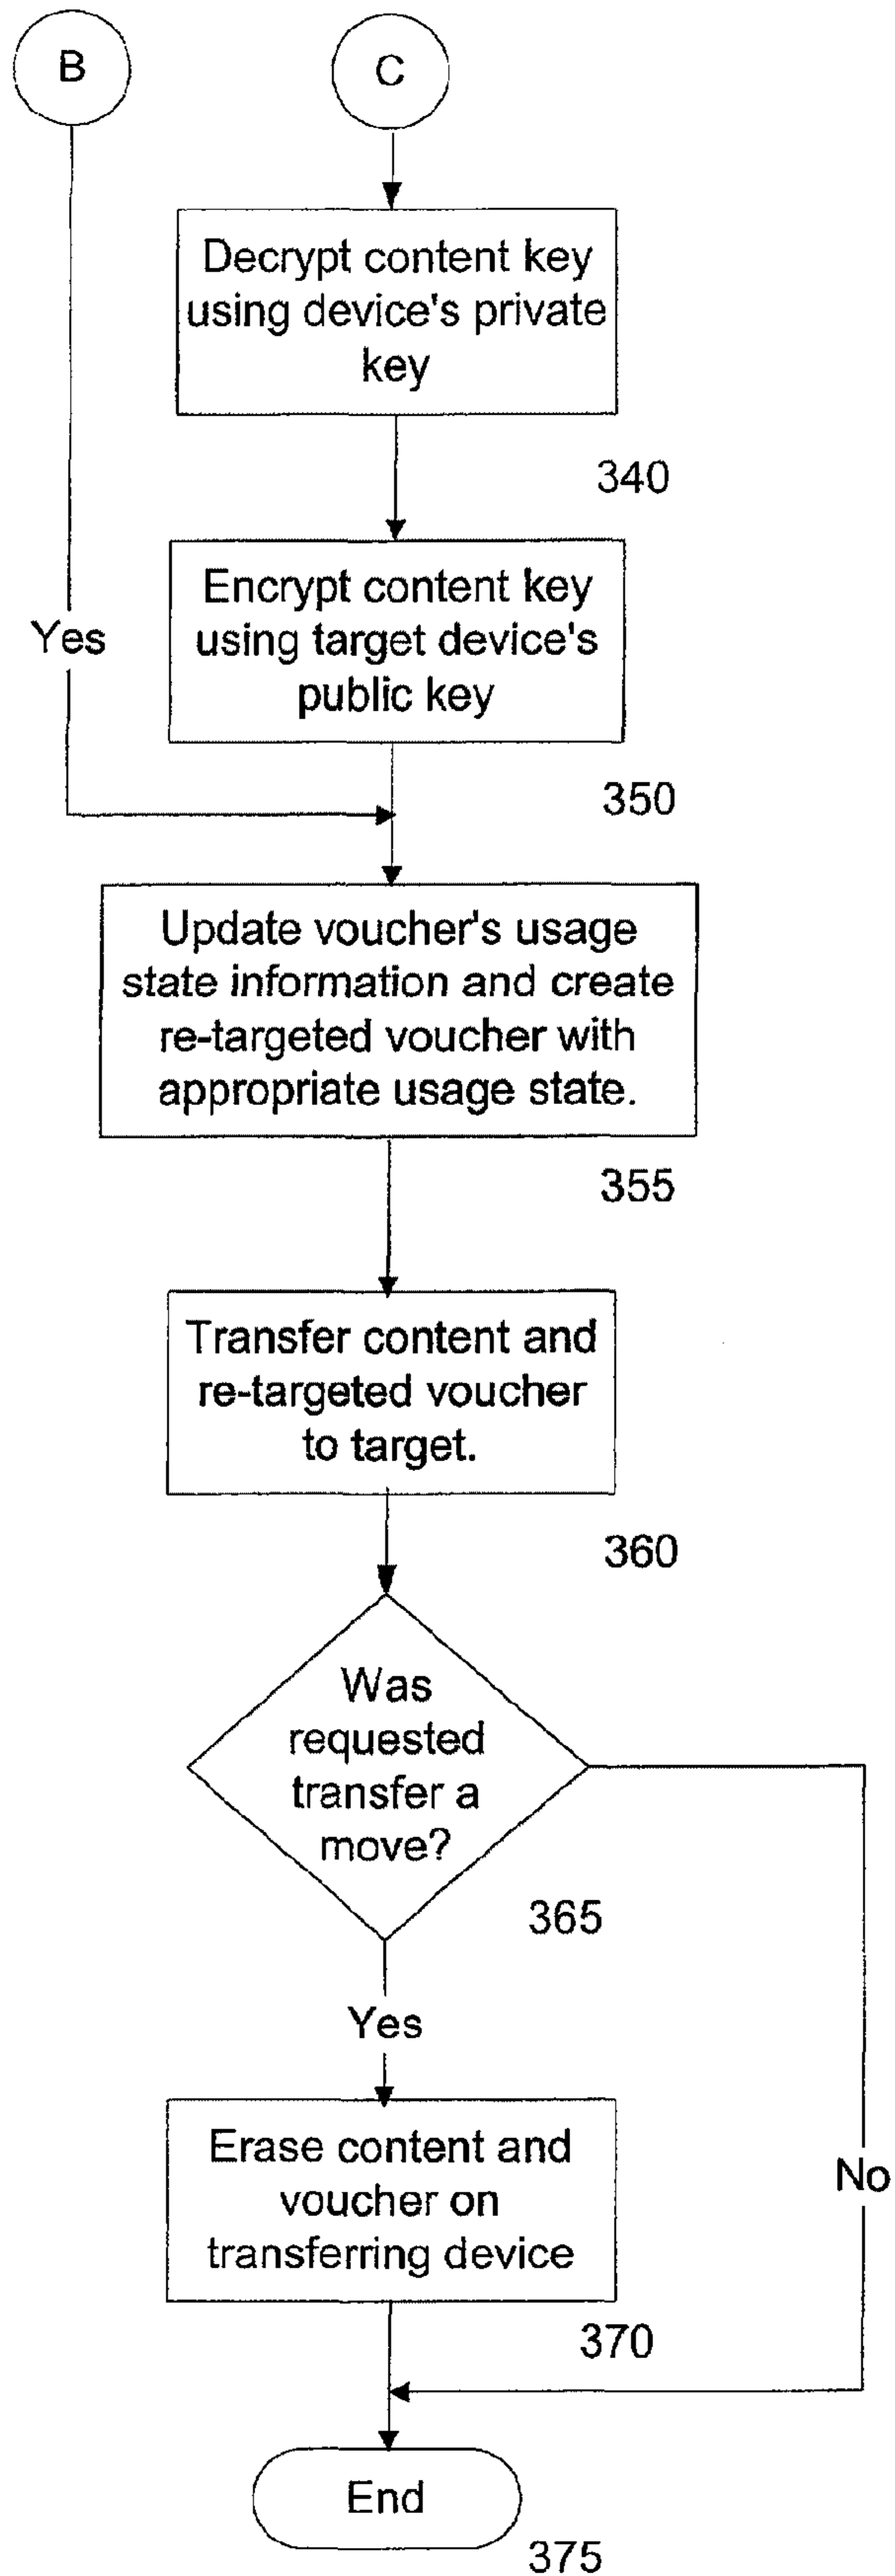 B
C
Decrypt content key
using device's private
key
340
Encrypt content key
using target device's
public key
Yes
350
Update voucher's usage
state information and create
re-targeted voucher with
appropriate usage state.
355
Transfer content and
re-targeted voucher
to target.
360
Was
requested
transfer a
move?
365
Yes
Erase content and
voucher on
transferring device
No
370
End
375